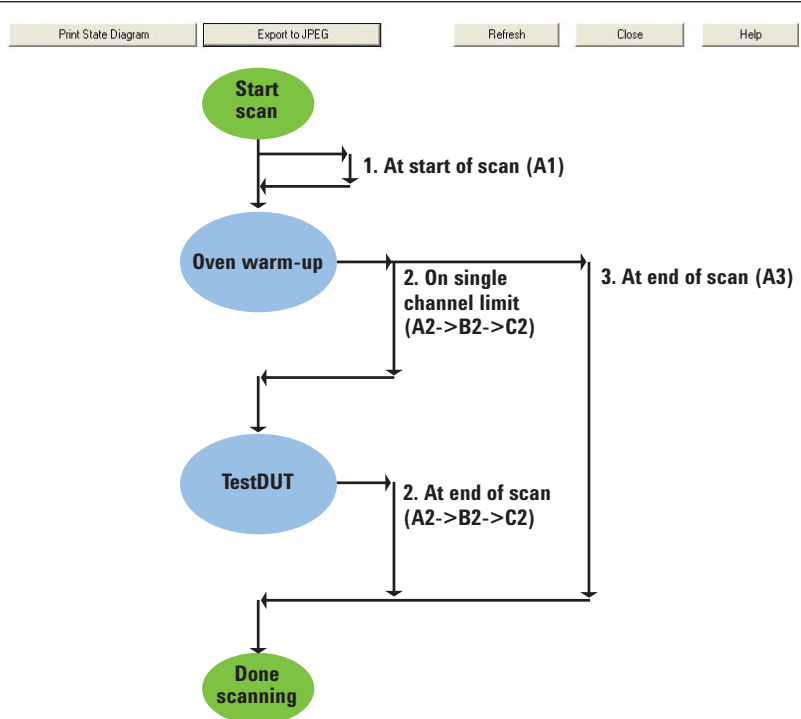 Print State Diagram
Export to JPEG
Refresh
Close
Help
Start
scan
1. At start of scan (A1)
Oven warm-up
2. On single
channel limit
(A2->B2->C2)
3. At end of scan (A3)
TestDUT
2. At end of scan
(A2->B2->C2)
Done
scanning